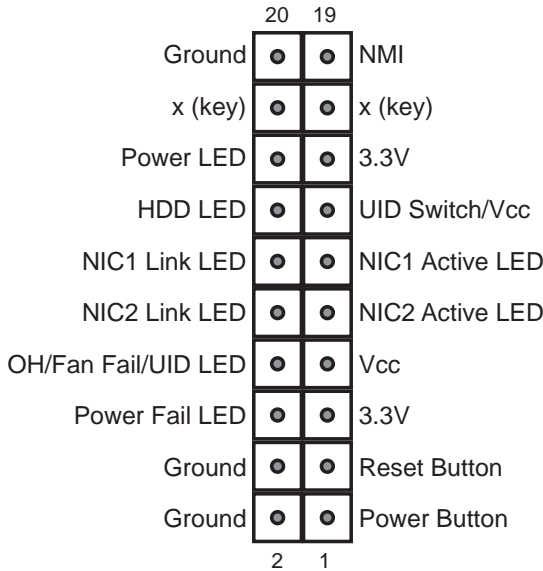 20 19
Ground NMI
x (key) x (key)
Power LED 3.3V
HDD LED UID Switch/Vcc
NIC1 Link LED NIC1 Active LED
NIC2 Link LED NIC2 Active LED
OH/Fan Fail/UID LED Vcc
Power Fail LED 3.3V
Ground Reset Button
Ground Power Button
2 1